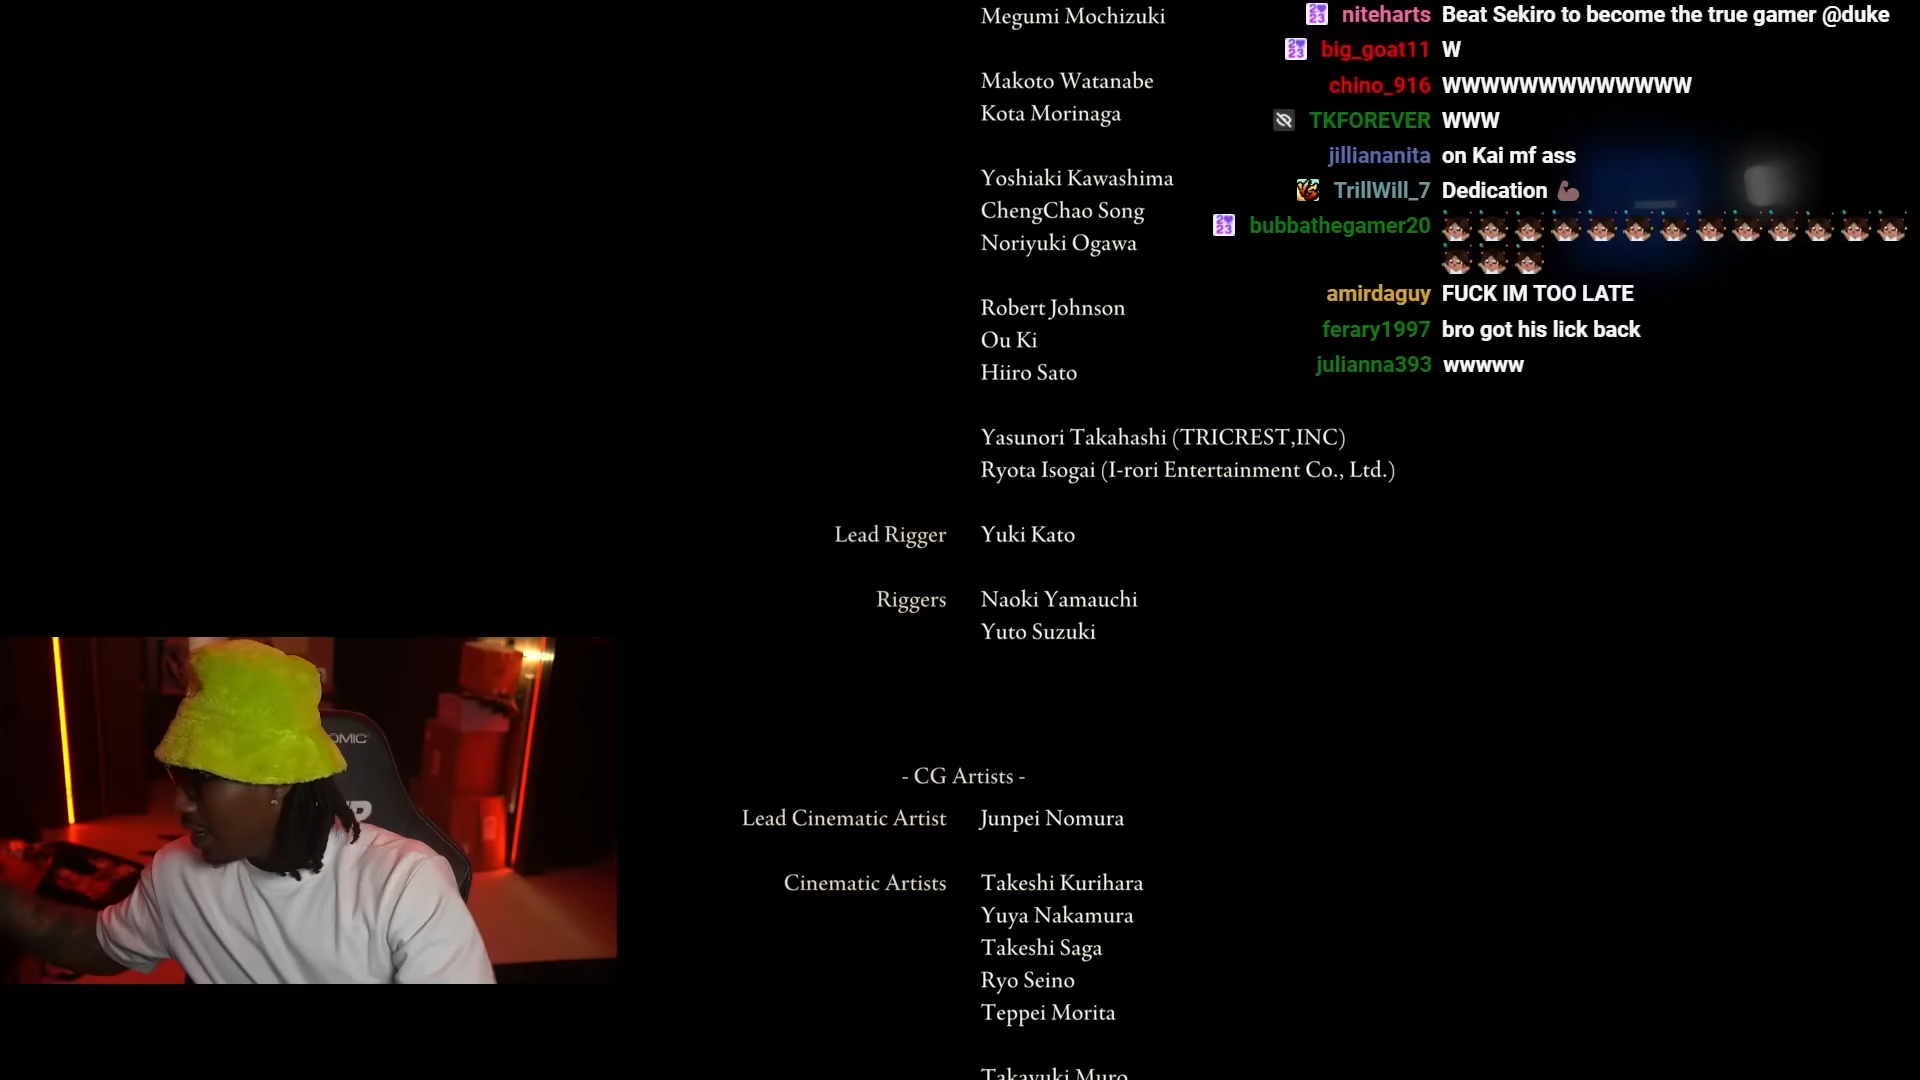 Megumi Mochizuki
Makoto Watanabe
Kota Morinaga
Yoshiaki Kawashima
ChengChao Song
Noriyuki Ogawa
Robert Johnson
Ou Ki
Hiiro Sato
Yasunori Takahashi (TRICREST,INC)
Ryota Isogai (I-rori Entertainment Co., Ltd.)
Lead Rigger Yuki Kato
Riggers Naoki Yamauchi
Yuto Suzuki
- CG Artists -
Lead Cinematic Artist Junpei Nomura
Cinematic Artists Takeshi Kurihara
Yuya Nakamura
Takeshi Saga
Ryo Seino
Teppei Morita
Takayuki Muro
niteharts Beat Sekiro to become the true gamer @duke
big_goat11 W
chino_916 WWWWWWWWWWWWW
TKFOREVER WWW
jilliananita on Kai mf ass
TrillWill_7 Dedication
bubbathegamer20
amirdaguy FUCK IM TOO LATE
ferary1997 bro got his lick back
julianna393 wwwww